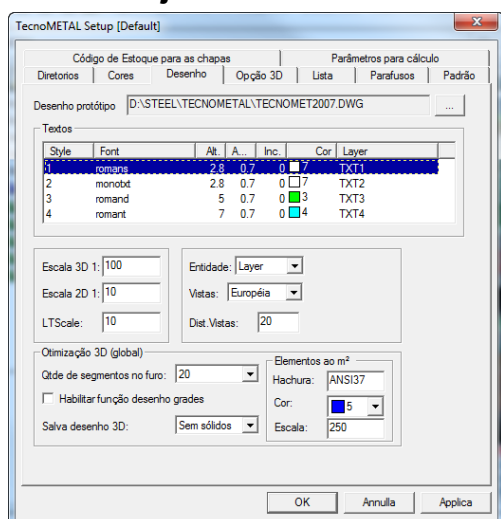 TecnoMETAL Setup [Default]
Código de Estoque para as chapas Parâmetros para cálculo
Diretorios Cores Desenho Opção 3D Lista Parafusos Padrão
Desenho protótipo D:\STEEL\TECNOMETAL\TECNOMET2007.DWG ...
Textos
Style Font Alt. A... Inc. Cor Layer
1 romans 2.8 0.7 0 7 TXT1
2 monotxt 2.8 0.7 0 7 TXT2
3 romand 5 0.7 0 3 TXT3
4 romant 7 0.7 0 4 TXT4
Escala 3D 1: 100 Entidade: Layer
Escala 2D 1: 10 Vistas: Européia
LTScale: 10 Dist.Vistas: 20
Otimização 3D (global)
Qtde de segmentos no furo: 20
Habilitar função desenho grades
Salva desenho 3D: Sem sólidos
Elementos ao m²
Hachura: ANSI37
Cor: 5
Escala: 250
OK Annulla Applica